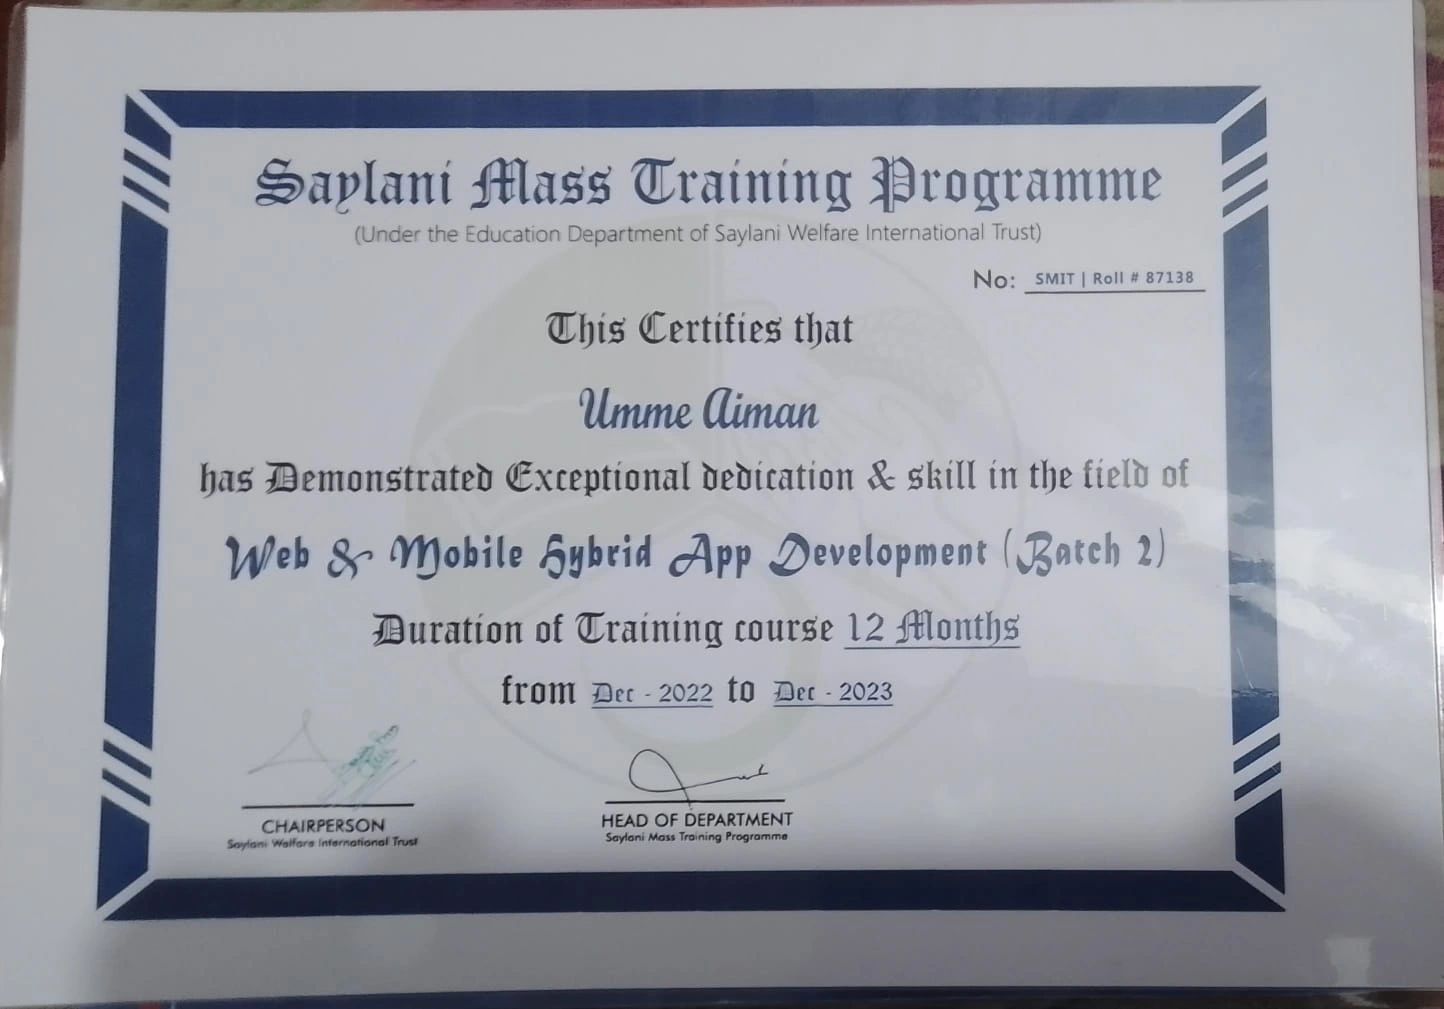 Saylani Mass Training Programme
(Under the Education Department of Saylani Welfare International Trust)
No: SMIT | Roll # 87138
This Certifies that
Umme Aiman
has Demonstrated Exceptional dedication & skill in the field of
Web & Mobile Hybrid App Development (Batch 2)
Duration of Training course 12 Months
from Dec - 2022 to Dec - 2023
CHAIRPERSON
Saylani Welfare International Trust
HEAD OF DEPARTMENT
Saylani Mass Training Programme